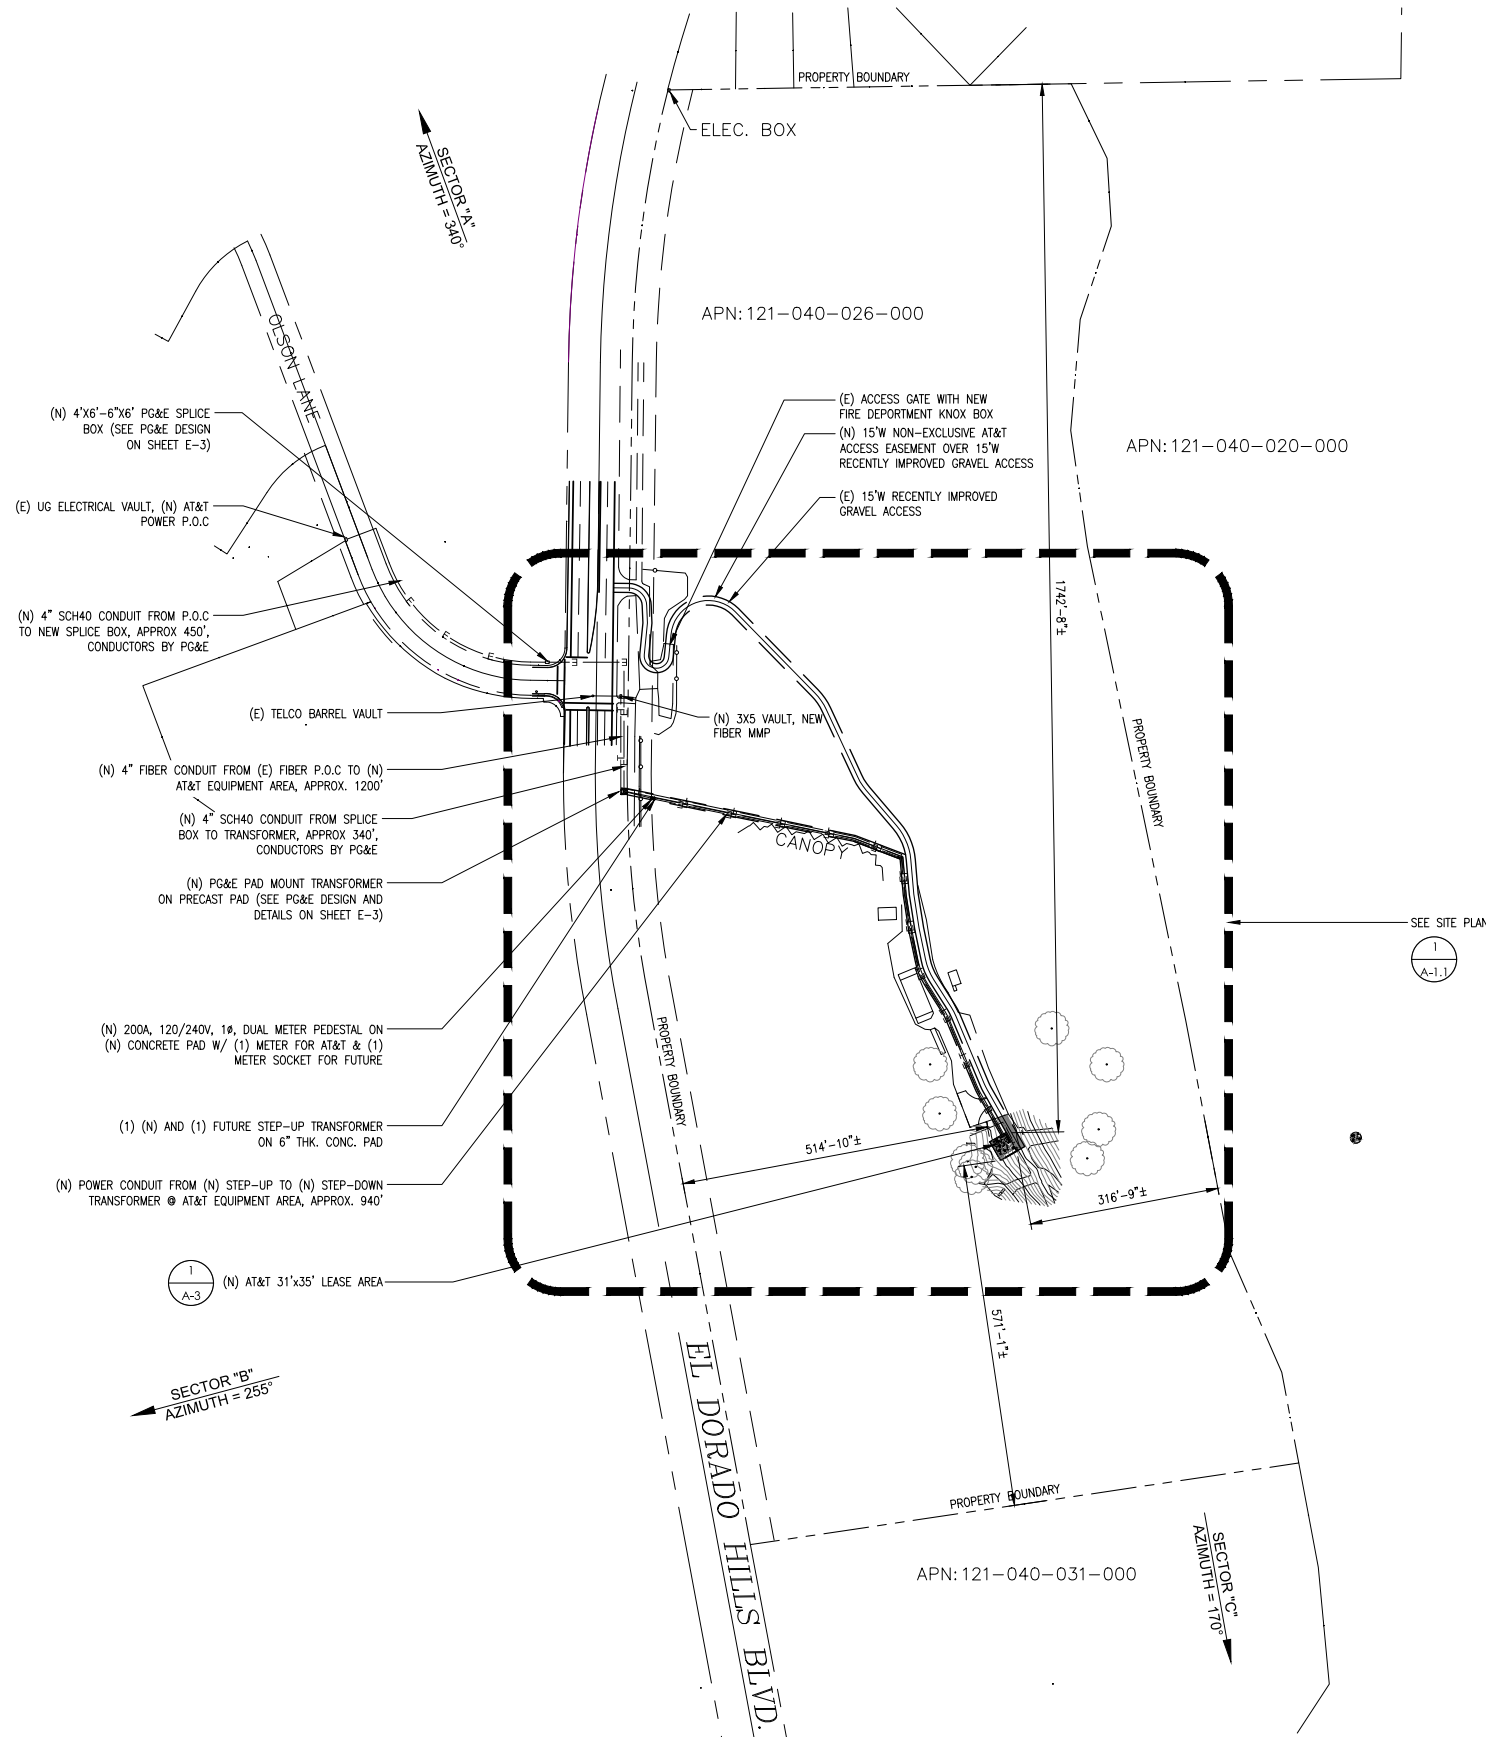 PROPERTY BOUNDARY
ELEC. BOX
SECTOR "A"
AZIMUTH = 340°
APN: 121-040-026-000
OLSON LANE
(N) 4'X6'-6"X6' PG&E SPLICE
BOX (SEE PG&E DESIGN
ON SHEET E-3)
(E) ACCESS GATE WITH NEW
FIRE DEPORTMENT KNOX BOX
(N) 15'W NON-EXCLUSIVE AT&T
ACCESS EASEMENT OVER 15'W
RECENTLY IMPROVED GRAVEL ACCESS
APN: 121-040-020-000
(E) 15'W RECENTLY IMPROVED
GRAVEL ACCESS
(E) UG ELECTRICAL VAULT, (N) AT&T
POWER P.O.C
1742'-8"±
(N) 4" SCH40 CONDUIT FROM P.O.C
TO NEW SPLICE BOX, APPROX 450',
CONDUCTORS BY PG&E
E
E
E
E
E
(E) TELCO BARREL VAULT
(N) 3X5 VAULT, NEW
FIBER MMP
PROPERTY BOUNDARY
(N) 4" FIBER CONDUIT FROM (E) FIBER P.O.C TO (N)
AT&T EQUIPMENT AREA, APPROX. 1200'
(N) 4" SCH40 CONDUIT FROM SPLICE
BOX TO TRANSFORMER, APPROX 340',
CONDUCTORS BY PG&E
CANOPY
(N) PG&E PAD MOUNT TRANSFORMER
ON PRECAST PAD (SEE PG&E DESIGN AND
DETAILS ON SHEET E-3)
SEE SITE PLAN
1
A-1.1
(N) 200A, 120/240V, 1ø, DUAL METER PEDESTAL ON
(N) CONCRETE PAD W/ (1) METER FOR AT&T & (1)
METER SOCKET FOR FUTURE
PROPERTY BOUNDARY
(1) (N) AND (1) FUTURE STEP-UP TRANSFORMER
ON 6" THK. CONC. PAD
514'-10"±
(N) POWER CONDUIT FROM (N) STEP-UP TO (N) STEP-DOWN
TRANSFORMER @ AT&T EQUIPMENT AREA, APPROX. 940'
316'-9"±
1
A-3
(N) AT&T 31'x35' LEASE AREA
571'-1"±
SECTOR "B"
AZIMUTH = 255°
EL DORADO HILLS BLVD.
PROPERTY BOUNDARY
APN: 121-040-031-000
SECTOR "C"
AZIMUTH = 170°